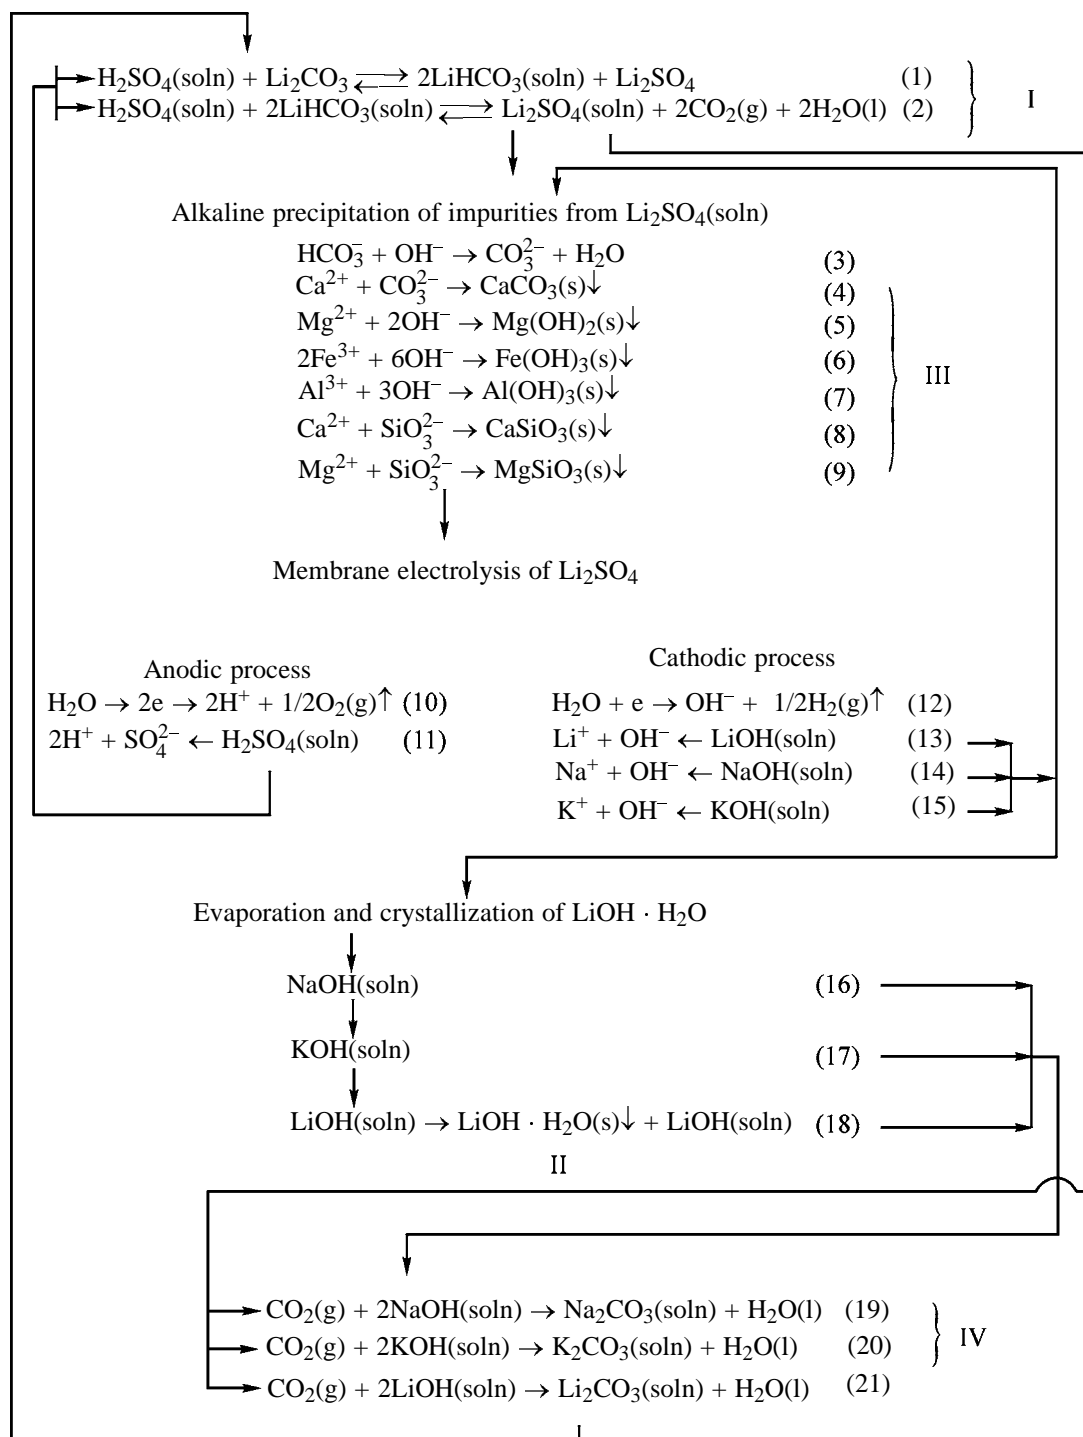 H₂SO₄(soln) + Li₂CO₃ ⇌ 2LiHCO₃(soln) + Li₂SO₄ (1)
H₂SO₄(soln) + 2LiHCO₃(soln) ⇌ Li₂SO₄(soln) + 2CO₂(g) + 2H₂O(l) (2)
I
Alkaline precipitation of impurities from Li₂SO₄(soln)
HCO₃⁻ + OH⁻ → CO₃²⁻ + H₂O (3)
Ca²⁺ + CO₃²⁻ → CaCO₃(s)↓ (4)
Mg²⁺ + 2OH⁻ → Mg(OH)₂(s)↓ (5)
2Fe³⁺ + 6OH⁻ → Fe(OH)₃(s)↓ (6)
III
Al³⁺ + 3OH⁻ → Al(OH)₃(s)↓ (7)
Ca²⁺ + SiO₃²⁻ → CaSiO₃(s)↓ (8)
Mg²⁺ + SiO₃²⁻ → MgSiO₃(s)↓ (9)
Membrane electrolysis of Li₂SO₄
Anodic process
H₂O → 2e → 2H⁺ + 1/2O₂(g)↑ (10)
2H⁺ + SO₄²⁻ ← H₂SO₄(soln) (11)
Cathodic process
H₂O + e → OH⁻ + 1/2H₂(g)↑ (12)
Li⁺ + OH⁻ ← LiOH(soln) (13)
Na⁺ + OH⁻ ← NaOH(soln) (14)
K⁺ + OH⁻ ← KOH(soln) (15)
Evaporation and crystallization of LiOH · H₂O
NaOH(soln) (16)
KOH(soln) (17)
LiOH(soln) → LiOH · H₂O(s)↓ + LiOH(soln) (18)
II
CO₂(g) + 2NaOH(soln) → Na₂CO₃(soln) + H₂O(l) (19)
CO₂(g) + 2KOH(soln) → K₂CO₃(soln) + H₂O(l) (20)
IV
CO₂(g) + 2LiOH(soln) → Li₂CO₃(soln) + H₂O(l) (21)